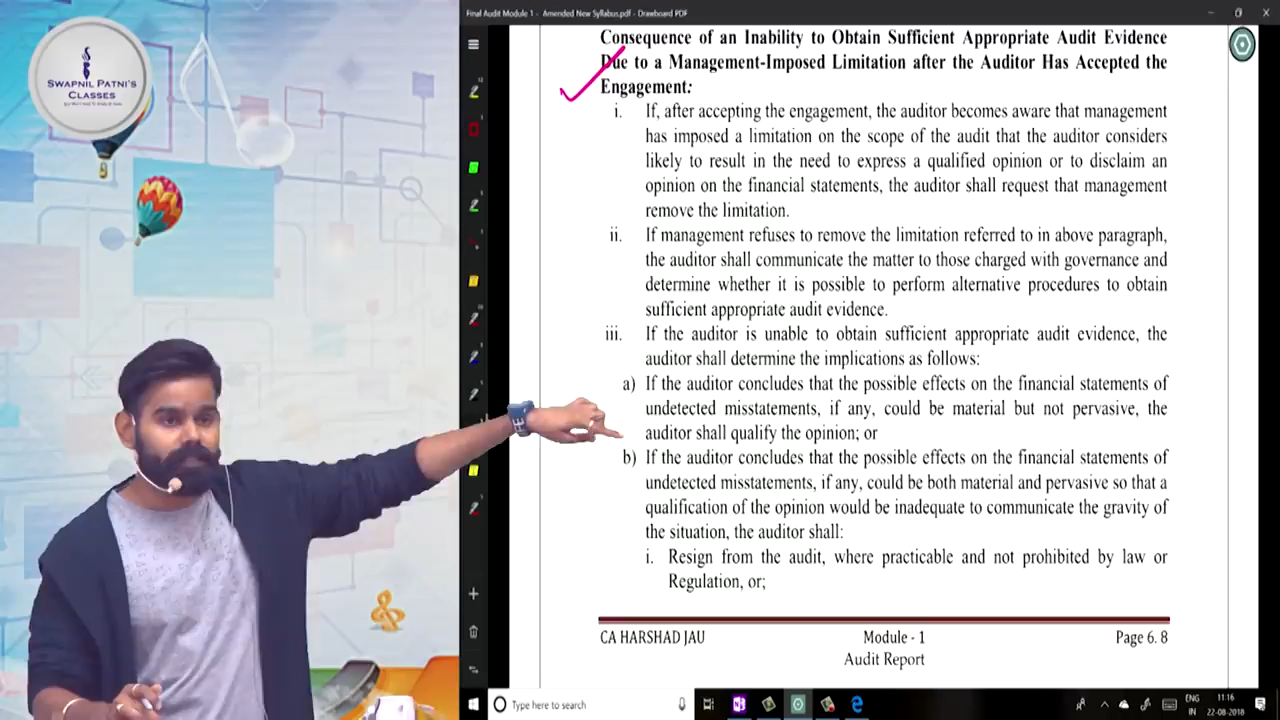 Final Audit Module 1 - Amended New Syllabus.pdf - Drawboard PDF
SWAPNIL PATNI'S
CLASSES
Consequence of an Inability to Obtain Sufficient Appropriate Audit Evidence
Due to a Management-Imposed Limitation after the Auditor Has Accepted the
Engagement:
i. If, after accepting the engagement, the auditor becomes aware that management
has imposed a limitation on the scope of the audit that the auditor considers
likely to result in the need to express a qualified opinion or to disclaim an
opinion on the financial statements, the auditor shall request that management
remove the limitation.
ii. If management refuses to remove the limitation referred to in above paragraph,
the auditor shall communicate the matter to those charged with governance and
determine whether it is possible to perform alternative procedures to obtain
sufficient appropriate audit evidence.
iii. If the auditor is unable to obtain sufficient appropriate audit evidence, the
auditor shall determine the implications as follows:
a) If the auditor concludes that the possible effects on the financial statements of
undetected misstatements, if any, could be material but not pervasive, the
auditor shall qualify the opinion; or
b) If the auditor concludes that the possible effects on the financial statements of
undetected misstatements, if any, could be both material and pervasive so that a
qualification of the opinion would be inadequate to communicate the gravity of
the situation, the auditor shall:
i. Resign from the audit, where practicable and not prohibited by law or
Regulation, or;
CA HARSHAD JAU Module - 1 Page 6. 8
Audit Report
Type here to search
ENG
IN
11:16
22-08-2018